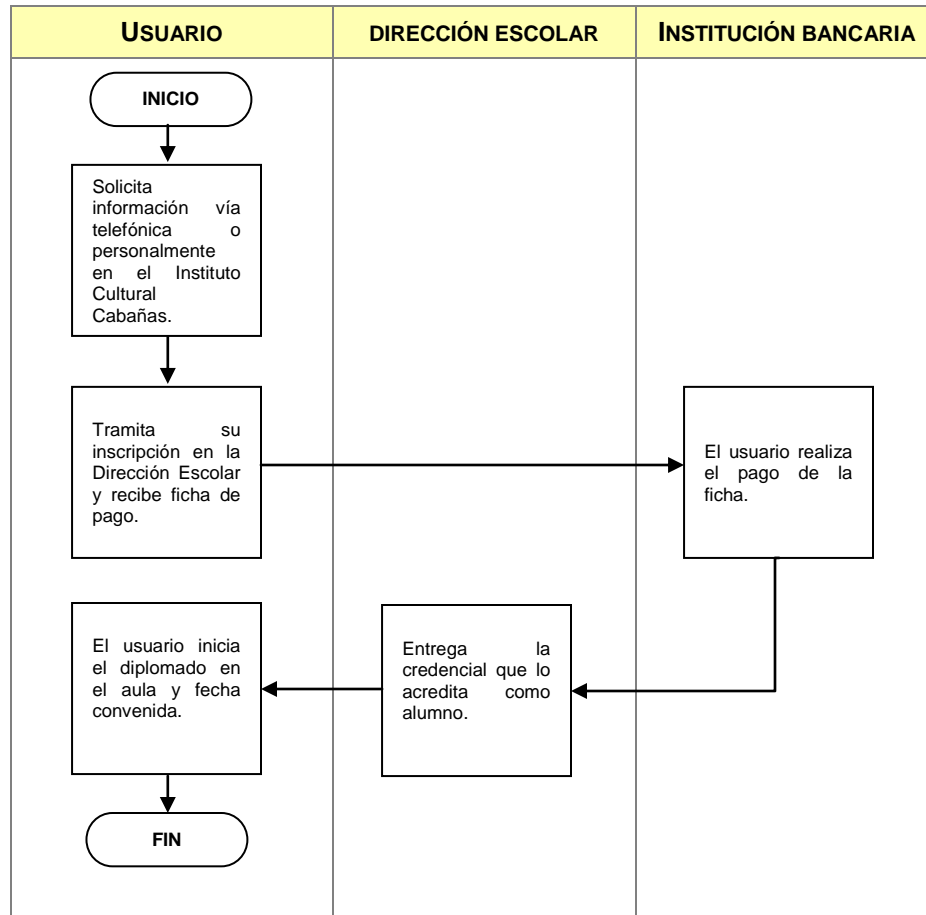 USUARIO
DIRECCIÓN ESCOLAR
INSTITUCIÓN BANCARIA
INICIO
Solicita
información vía
telefónica o
personalmente
en el Instituto
Cultural
Cabañas.
Tramita su
inscripción en la
Dirección Escolar
y recibe ficha de
pago.
El usuario realiza
el pago de la
ficha.
Entrega la
credencial que lo
acredita como
alumno.
El usuario inicia
el diplomado en
el aula y fecha
convenida.
FIN